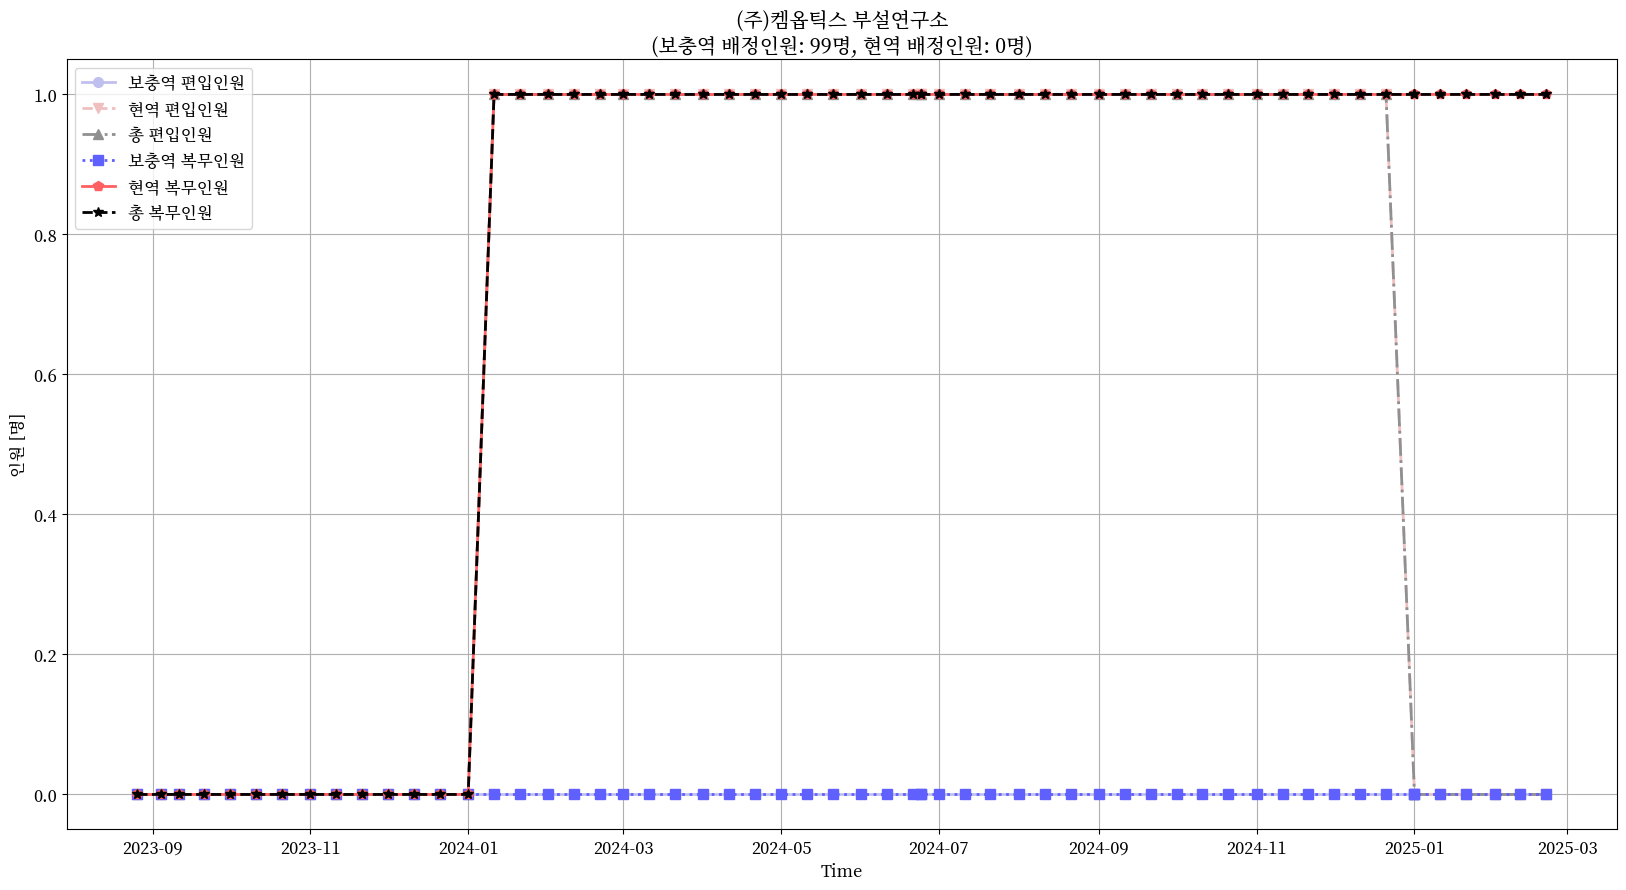 (주)켐옵틱스 부설연구소
(보충역 배정인원: 99명, 현역 배정인원: 0명)
보충역 편입인원
현역 편입인원
총 편입인원
보충역 복무인원
현역 복무인원
총 복무인원
1.0
0.8
0.6
0.4
0.2
0.0
인원 [명]
2023-09 2023-11 2024-01 2024-03 2024-05 2024-07 2024-09 2024-11 2025-01 2025-03
Time